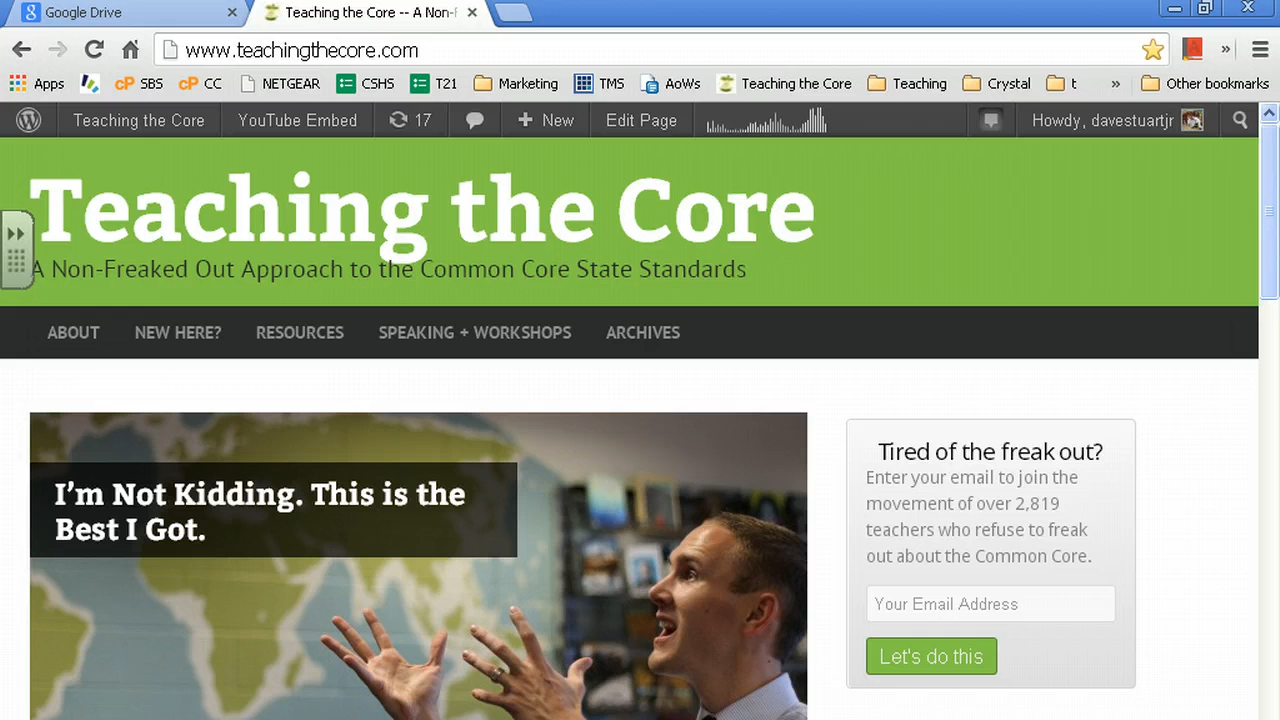 Google Drive
Teaching the Core -- A Non-F
www.teachingthecore.com
Apps
cP SBS
cP CC
NETGEAR
CSHS
T21
Marketing
TMS
AoWs
Teaching the Core
Teaching
Crystal
t
»
Other bookmarks
Teaching the Core
YouTube Embed
17
New
Edit Page
Howdy, davestuartjr
Teaching the Core
A Non-Freaked Out Approach to the Common Core State Standards
ABOUT
NEW HERE?
RESOURCES
SPEAKING + WORKSHOPS
ARCHIVES
I'm Not Kidding. This is the
Best I Got.
Tired of the freak out?
Enter your email to join the
movement of over 2,819
teachers who refuse to freak
out about the Common Core.
Your Email Address
Let's do this